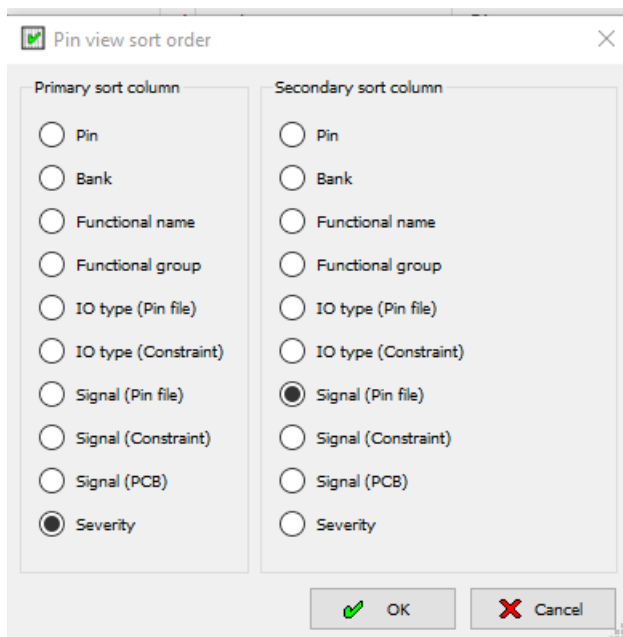 Pin view sort order
Primary sort column
Pin
Bank
Functional name
Functional group
IO type (Pin file)
IO type (Constraint)
Signal (Pin file)
Signal (Constraint)
Signal (PCB)
Severity
Secondary sort column
Pin
Bank
Functional name
Functional group
IO type (Pin file)
IO type (Constraint)
Signal (Pin file)
Signal (Constraint)
Signal (PCB)
Severity
OK
Cancel